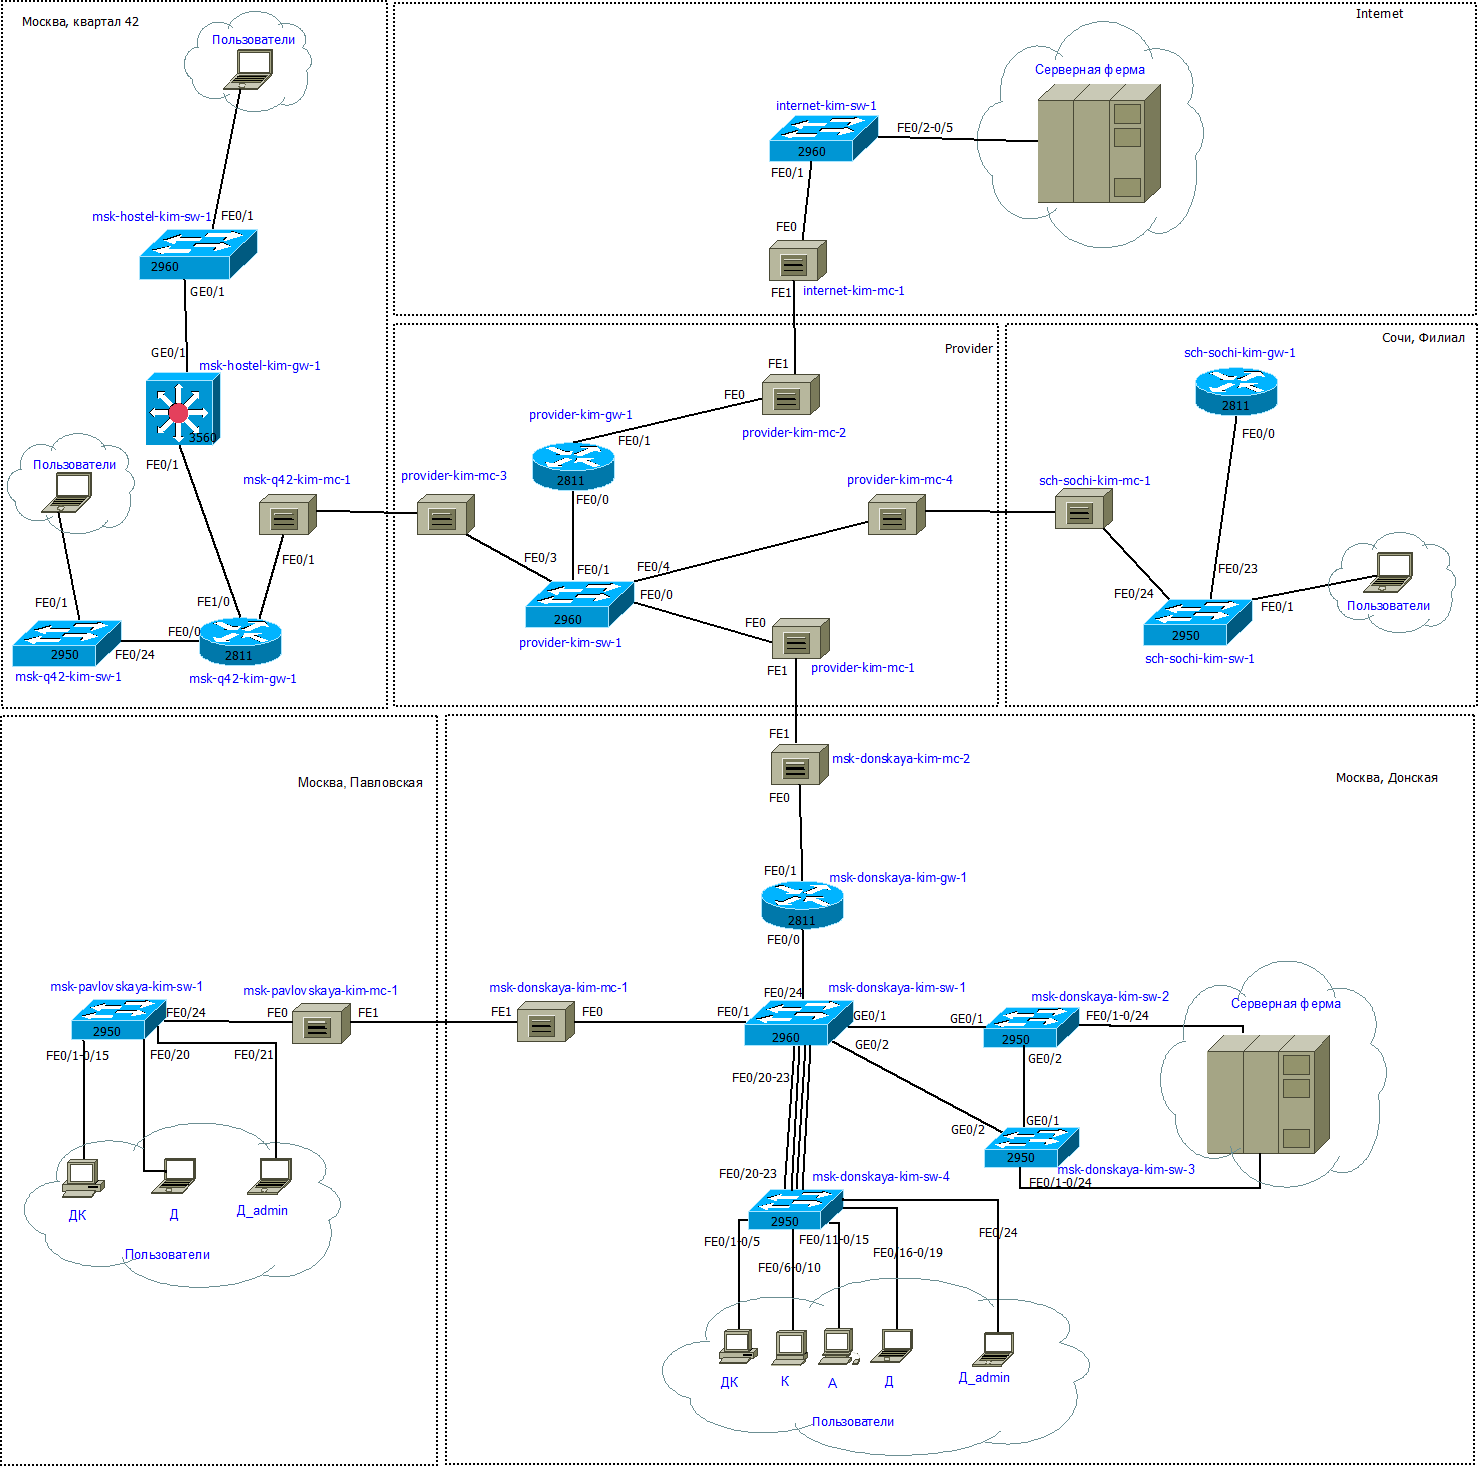 Москва, квартал 42
Пользователи
msk-hostel-kim-sw-1
FE0/1
2960
GE0/1
GE0/1
msk-hostel-kim-gw-1
3560
FE0/1
Пользователи
msk-q42-kim-mc-1
FE0/1
FE0/1
FE1/0
FE0/0
2950
FE0/24
2811
msk-q42-kim-sw-1
msk-q42-kim-gw-1
Internet
Серверная ферма
internet-kim-sw-1
FE0/2-0/5
2960
FE0/1
FE0
FE1
internet-kim-mc-1
Provider
FE1
FE0
provider-kim-gw-1
FE0/1
provider-kim-mc-2
provider-kim-mc-3
2811
provider-kim-mc-4
FE0/0
FE0/3
FE0/1
FE0/4
FE0/0
2960
FE0
provider-kim-sw-1
FE1
provider-kim-mc-1
Сочи, Филиал
sch-sochi-kim-gw-1
2811
FE0/0
sch-sochi-kim-mc-1
FE0/23
FE0/24
FE0/1
Пользователи
2950
sch-sochi-kim-sw-1
Москва, Павловская
msk-pavlovskaya-kim-sw-1
msk-pavlovskaya-kim-mc-1
FE0/24
FE0
FE1
2950
FE0/1-0/15
FE0/20
FE0/21
ДК
Д
Д_admin
Пользователи
Москва, Донская
FE1
msk-donskaya-kim-mc-2
FE0
FE0/1
msk-donskaya-kim-gw-1
2811
FE0/0
msk-donskaya-kim-mc-1
FE0/24
msk-donskaya-kim-sw-1
msk-donskaya-kim-sw-2
Серверная ферма
FE1
FE0
FE0/1
GE0/1
GE0/1
FE0/1-0/24
2960
2950
GE0/2
GE0/2
FE0/20-23
GE0/1
GE0/2
2950
msk-donskaya-kim-sw-3
FE0/20-23
msk-donskaya-kim-sw-4
FE0/1-0/24
2950
FE0/1-0/5
FE0/11-0/15
FE0/24
FE0/16-0/19
FE0/6-0/10
ДК
К
А
Д
Д_admin
Пользователи